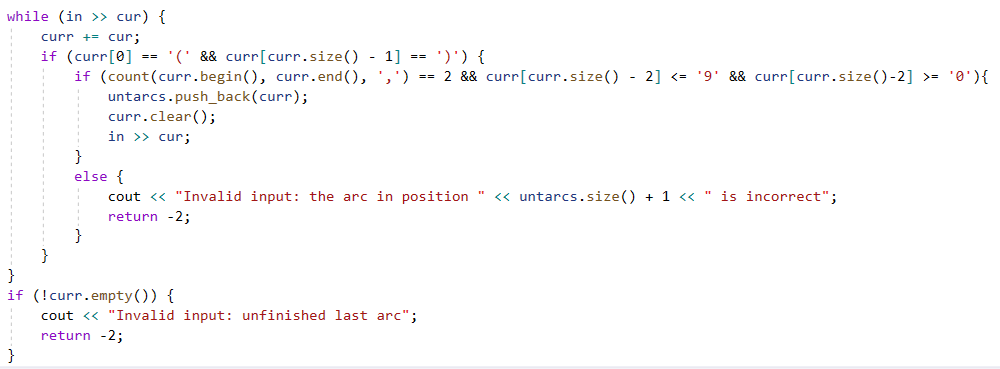 while (in >> cur) {
    curr += cur;
    if (curr[0] == '(' && curr[curr.size() - 1] == ')') {
        if (count(curr.begin(), curr.end(), ',') == 2 && curr[curr.size() - 2] <= '9' && curr[curr.size()-2] >= '0'){
            untarcs.push_back(curr);
            curr.clear();
            in >> cur;
        }
        else {
            cout << "Invalid input: the arc in position " << untarcs.size() + 1 << " is incorrect";
            return -2;
        }
    }
}
if (!curr.empty()) {
    cout << "Invalid input: unfinished last arc";
    return -2;
}